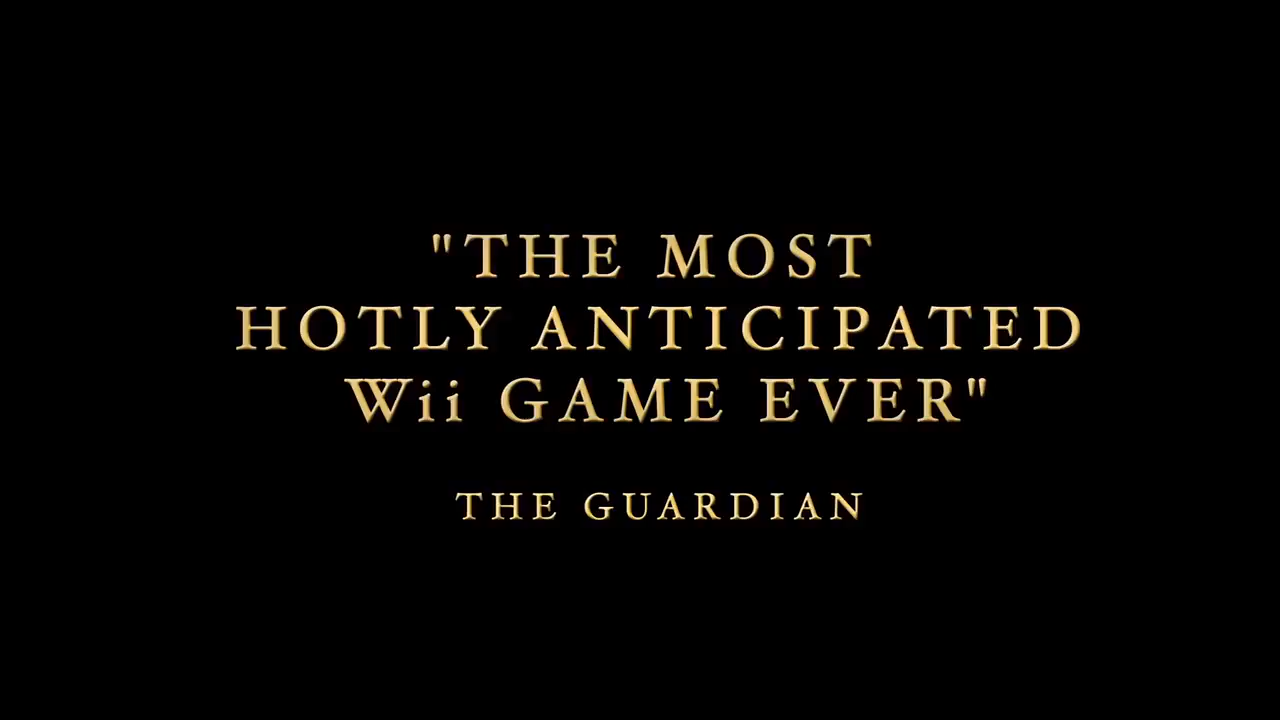 "THE MOST
HOTLY ANTICIPATED
Wii GAME EVER"
THE GUARDIAN